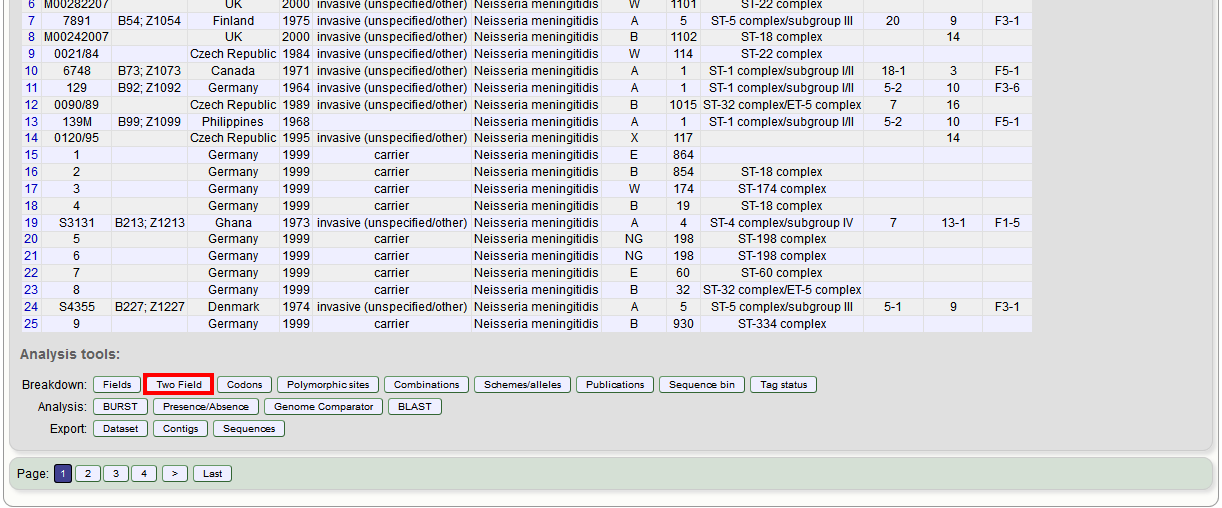 6 M00282207 UK 2000 invasive (unspecified/other) Neisseria meningitidis W 1101 ST-22 complex
7 7891 B54; Z1054 Finland 1975 invasive (unspecified/other) Neisseria meningitidis A 5 ST-5 complex/subgroup III 20 9 F3-1
8 M00242007 UK 2000 invasive (unspecified/other) Neisseria meningitidis B 1102 ST-18 complex 14
9 0021/84 Czech Republic 1984 invasive (unspecified/other) Neisseria meningitidis W 114 ST-22 complex
10 6748 B73; Z1073 Canada 1971 invasive (unspecified/other) Neisseria meningitidis A 1 ST-1 complex/subgroup I/II 18-1 3 F5-1
11 129 B92; Z1092 Germany 1964 invasive (unspecified/other) Neisseria meningitidis A 1 ST-1 complex/subgroup I/II 5-2 10 F3-6
12 0090/89 Czech Republic 1989 invasive (unspecified/other) Neisseria meningitidis B 1015 ST-32 complex/ET-5 complex 7 16
13 139M B99; Z1099 Philippines 1968 invasive (unspecified/other) Neisseria meningitidis A 1 ST-1 complex/subgroup I/II 5-2 10 F5-1
14 0120/95 Czech Republic 1995 invasive (unspecified/other) Neisseria meningitidis X 117 14
15 1 Germany 1999 carrier Neisseria meningitidis E 864
16 2 Germany 1999 carrier Neisseria meningitidis B 854 ST-18 complex
17 3 Germany 1999 carrier Neisseria meningitidis W 174 ST-174 complex
18 4 Germany 1999 carrier Neisseria meningitidis B 19 ST-18 complex
19 S3131 B213; Z1213 Ghana 1973 invasive (unspecified/other) Neisseria meningitidis A 4 ST-4 complex/subgroup IV 7 13-1 F1-5
20 5 Germany 1999 carrier Neisseria meningitidis NG 198 ST-198 complex
21 6 Germany 1999 carrier Neisseria meningitidis NG 198 ST-198 complex
22 7 Germany 1999 carrier Neisseria meningitidis E 60 ST-60 complex
23 8 Germany 1999 carrier Neisseria meningitidis B 32 ST-32 complex/ET-5 complex
24 S4355 B227; Z1227 Denmark 1974 invasive (unspecified/other) Neisseria meningitidis A 5 ST-5 complex/subgroup III 5-1 9 F3-1
25 9 Germany 1999 carrier Neisseria meningitidis B 930 ST-334 complex
Analysis tools:
Breakdown: Fields Two Field Codons Polymorphic sites Combinations Schemes/alleles Publications Sequence bin Tag status
Analysis: BURST Presence/Absence Genome Comparator BLAST
Export: Dataset Contigs Sequences
Page: 1 2 3 4 > Last